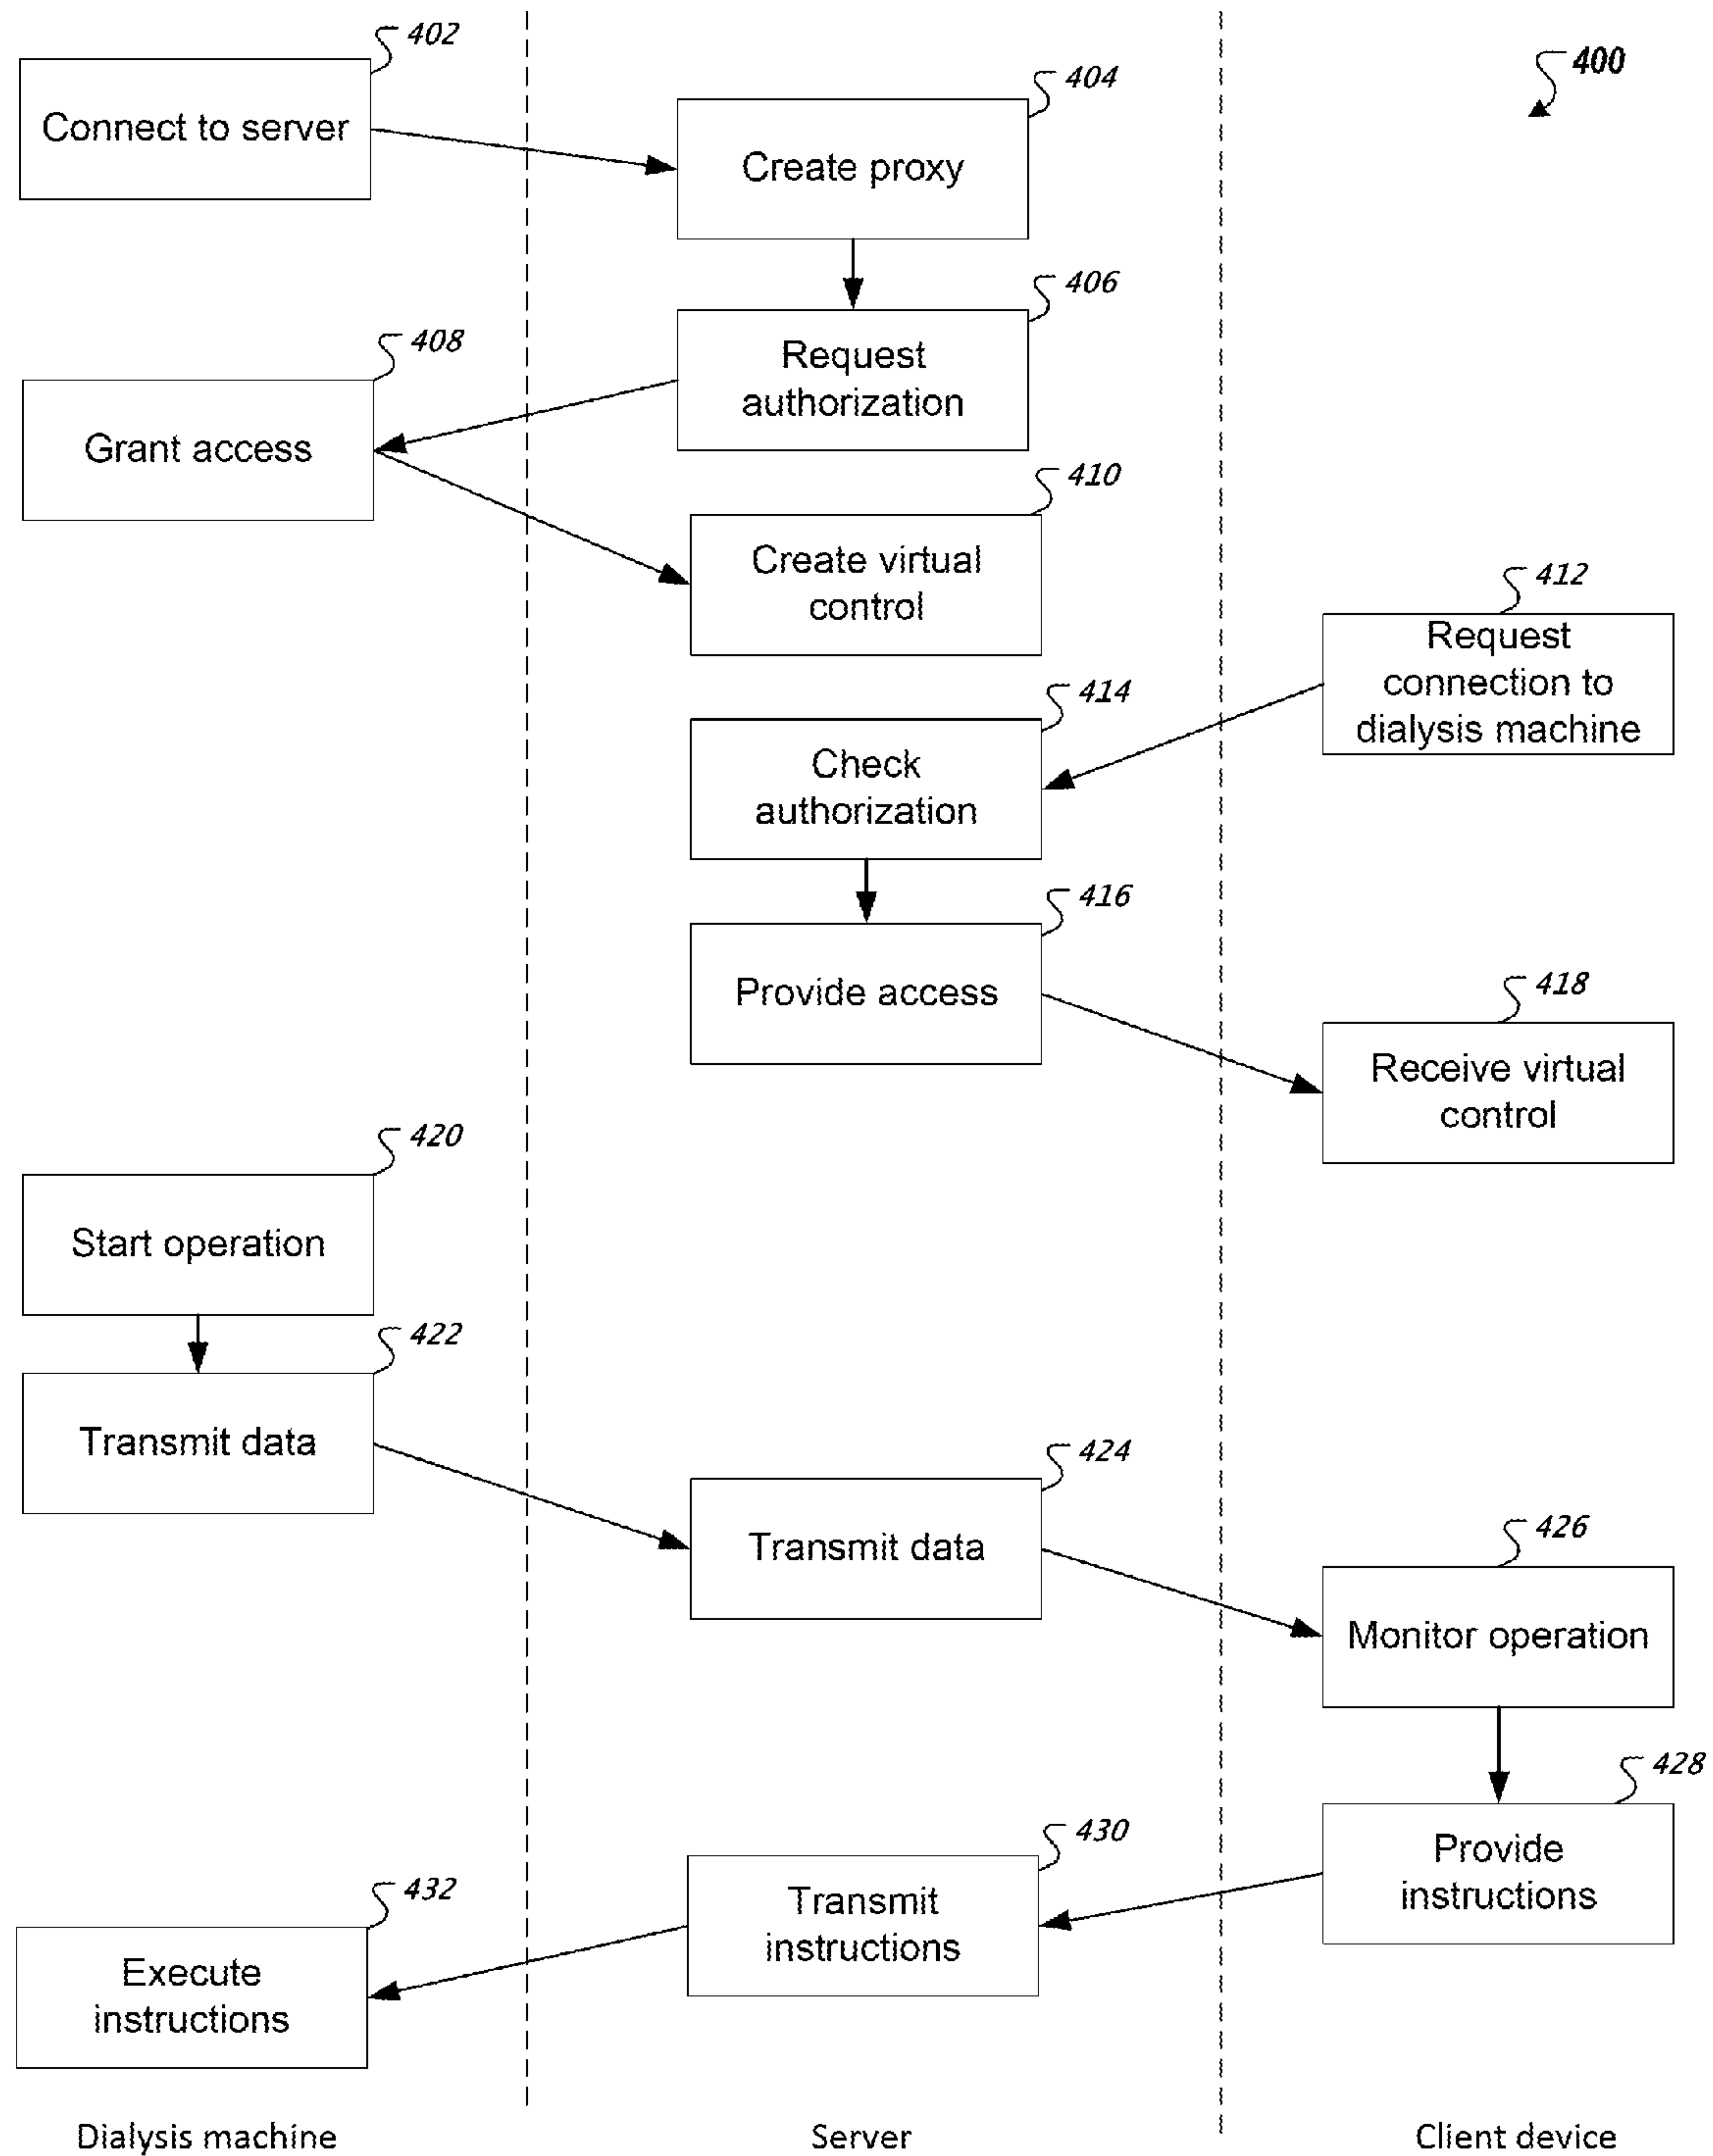 402
Connect to server
404
Create proxy
400
406
Request
authorization
408
Grant access
410
Create virtual
control
412
Request
connection to
dialysis machine
414
Check
authorization
416
Provide access
418
Receive virtual
control
420
Start operation
422
Transmit data
424
Transmit data
426
Monitor operation
428
Provide
instructions
430
Transmit
instructions
432
Execute
instructions
Dialysis machine
Server
Client device